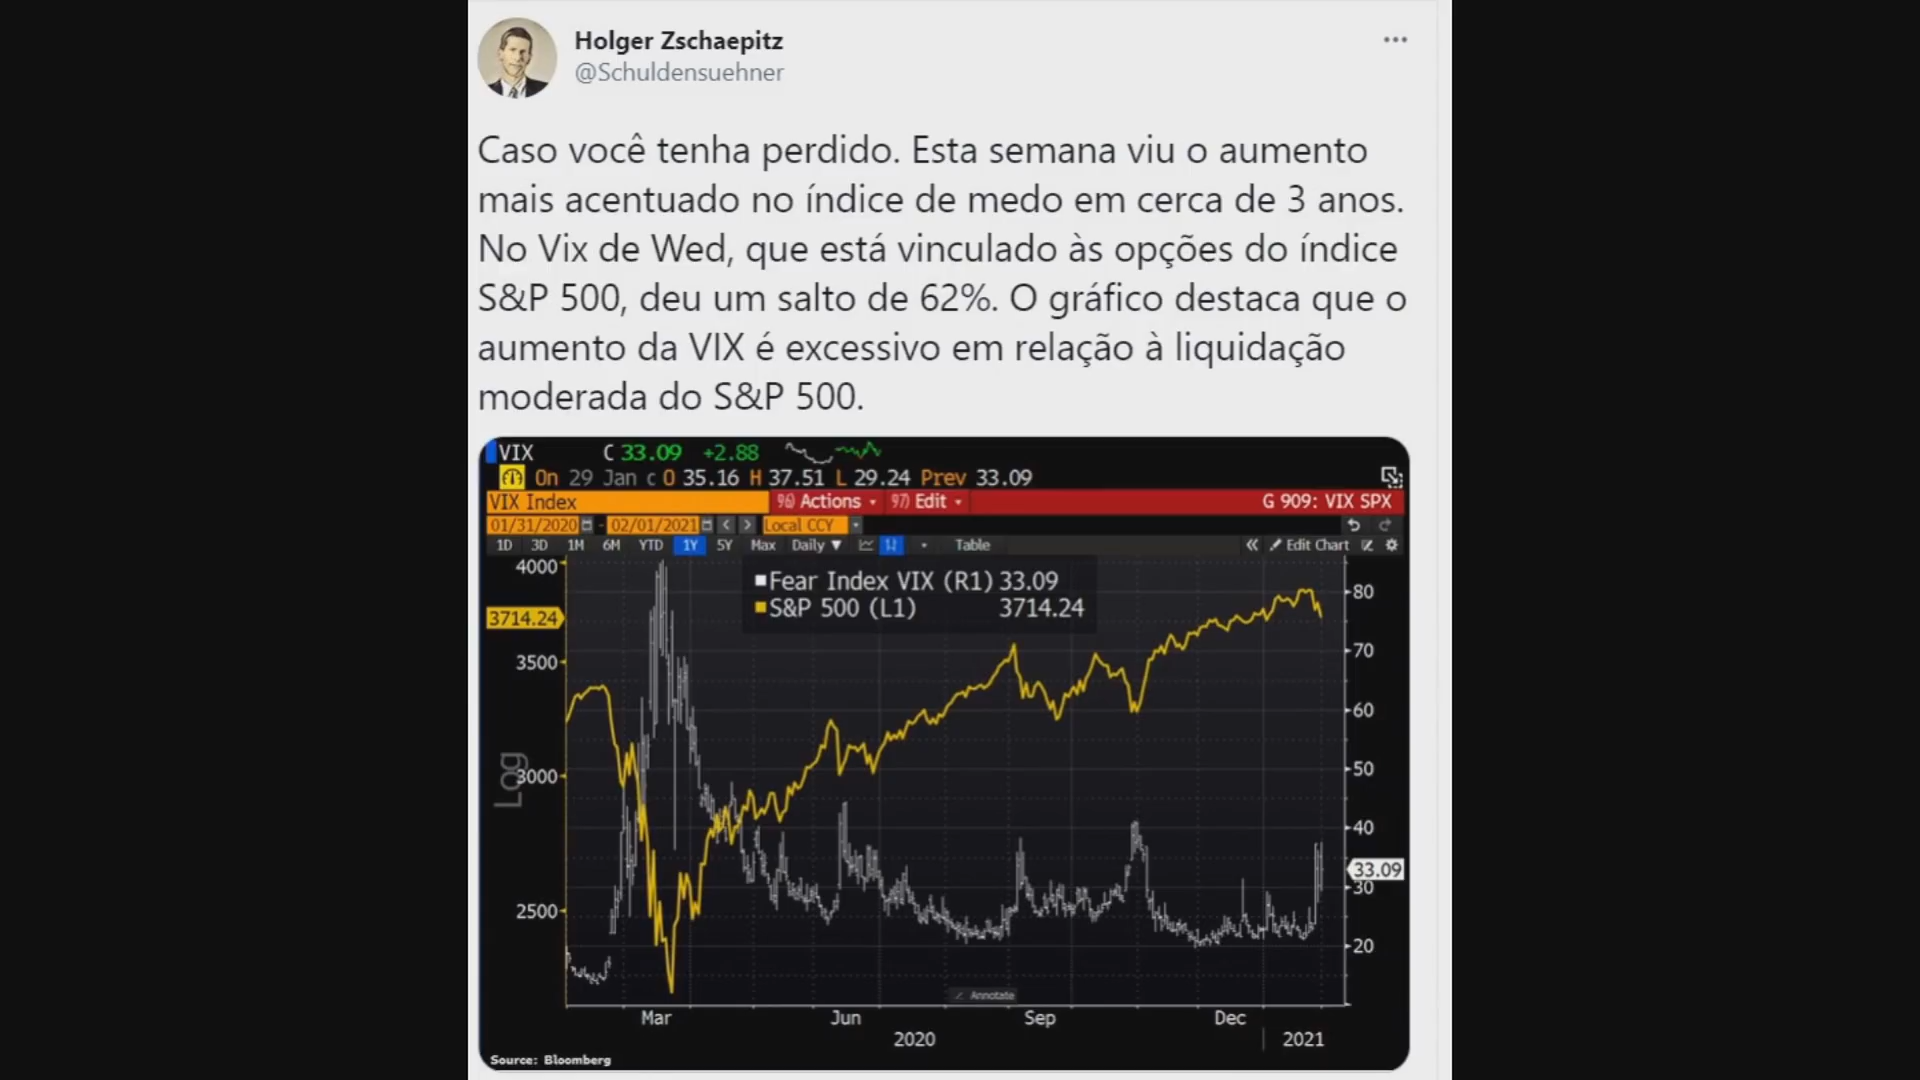 Holger Zschaepitz
@Schuldensuehner
Caso você tenha perdido. Esta semana viu o aumento
mais acentuado no índice de medo em cerca de 3 anos.
No Vix de Wed, que está vinculado às opções do índice
S&P 500, deu um salto de 62%. O gráfico destaca que o
aumento da VIX é excessivo em relação à liquidação
moderada do S&P 500.
VIX C 33.09 +2.88
On 29 Jan c O 35.16 H 37.51 L 29.24 Prev 33.09
VIX Index 96) Actions 97) Edit G 909: VIX SPX
01/31/2020 - 02/01/2021 < > Local CCY
1D 3D 1M 6M YTD 1Y 5Y Max Daily ▼ Table « Edit Chart
Fear Index VIX (R1) 33.09
S&P 500 (L1) 3714.24
4000
3714.24
3500
3000
2500
Log
80
70
60
50
40
33.09
30
20
Annotate
Mar Jun Sep Dec
2020 2021
Source: Bloomberg